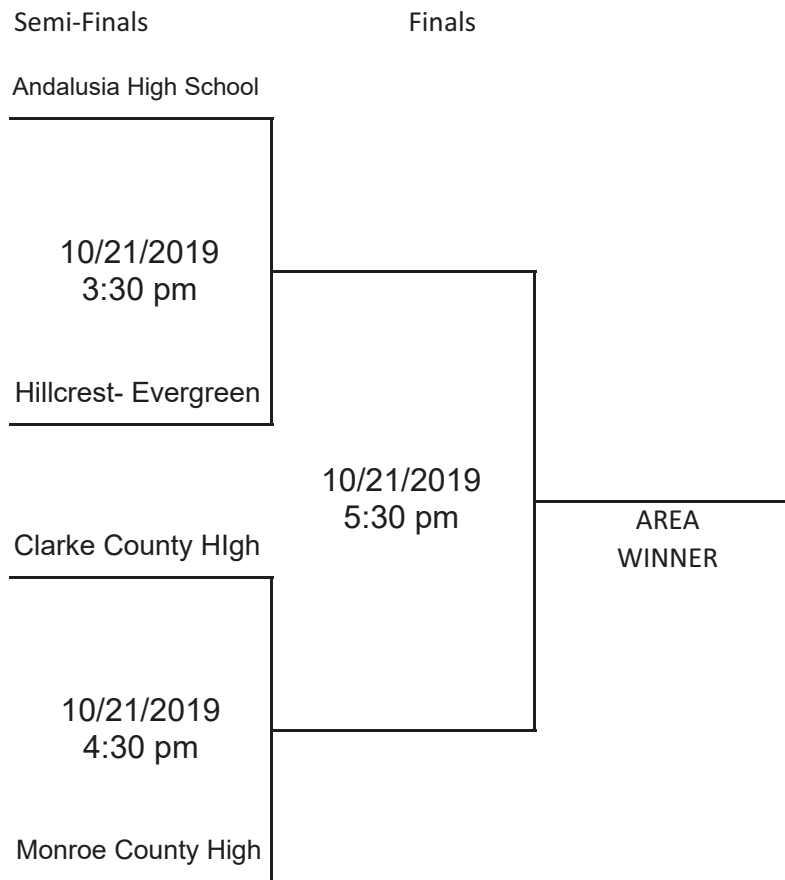 Semi-Finals Finals
Andalusia High School
10/21/2019
3:30 pm
Hillcrest- Evergreen
10/21/2019
5:30 pm
AREA
WINNER
Clarke County HIgh
10/21/2019
4:30 pm
Monroe County High